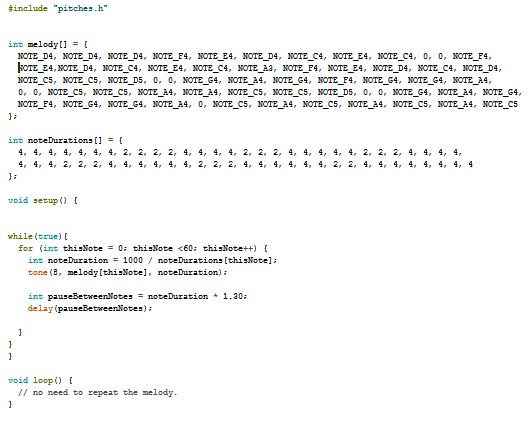 #include "pitches.h"
int melody[] = {
NOTE_D4, NOTE_D4, NOTE_D4, NOTE_F4, NOTE_E4, NOTE_D4, NOTE_C4, NOTE_E4, NOTE_C4, 0, 0, NOTE_F4,
NOTE_E4,NOTE_D4, NOTE_C4, NOTE_E4, NOTE_C4, NOTE_A3, NOTE_F4, NOTE_E4, NOTE_D4, NOTE_C4, NOTE_D4,
NOTE_C5, NOTE_C5, NOTE_D5, 0, 0, NOTE_G4, NOTE_A4, NOTE_G4, NOTE_F4, NOTE_G4, NOTE_G4, NOTE_A4,
0, 0, NOTE_C5, NOTE_C5, NOTE_A4, NOTE_A4, NOTE_C5, NOTE_C5, NOTE_D5, 0, 0, NOTE_G4, NOTE_A4, NOTE_G4,
NOTE_F4, NOTE_G4, NOTE_G4, NOTE_A4, 0, NOTE_C5, NOTE_A4, NOTE_C5, NOTE_A4, NOTE_C5, NOTE_A4, NOTE_C5
};
int noteDurations[] = {
4, 4, 4, 4, 4, 4, 4, 2, 2, 2, 2, 4, 4, 4, 4, 2, 2, 2, 4, 4, 4, 4, 4, 2, 2, 2, 4, 4, 4, 4,
4, 4, 4, 2, 2, 2, 4, 4, 4, 4, 4, 4, 2, 2, 2, 4, 4, 4, 4, 4, 4, 2, 2, 4, 4, 4, 4, 4, 4, 4, 4
};
void setup() {
while(true){
for (int thisNote = 0; thisNote <60; thisNote++) {
int noteDuration = 1000 / noteDurations[thisNote];
tone(8, melody[thisNote], noteDuration);
int pauseBetweenNotes = noteDuration * 1.30;
delay(pauseBetweenNotes);
}
}
}
void loop() {
// no need to repeat the melody.
}